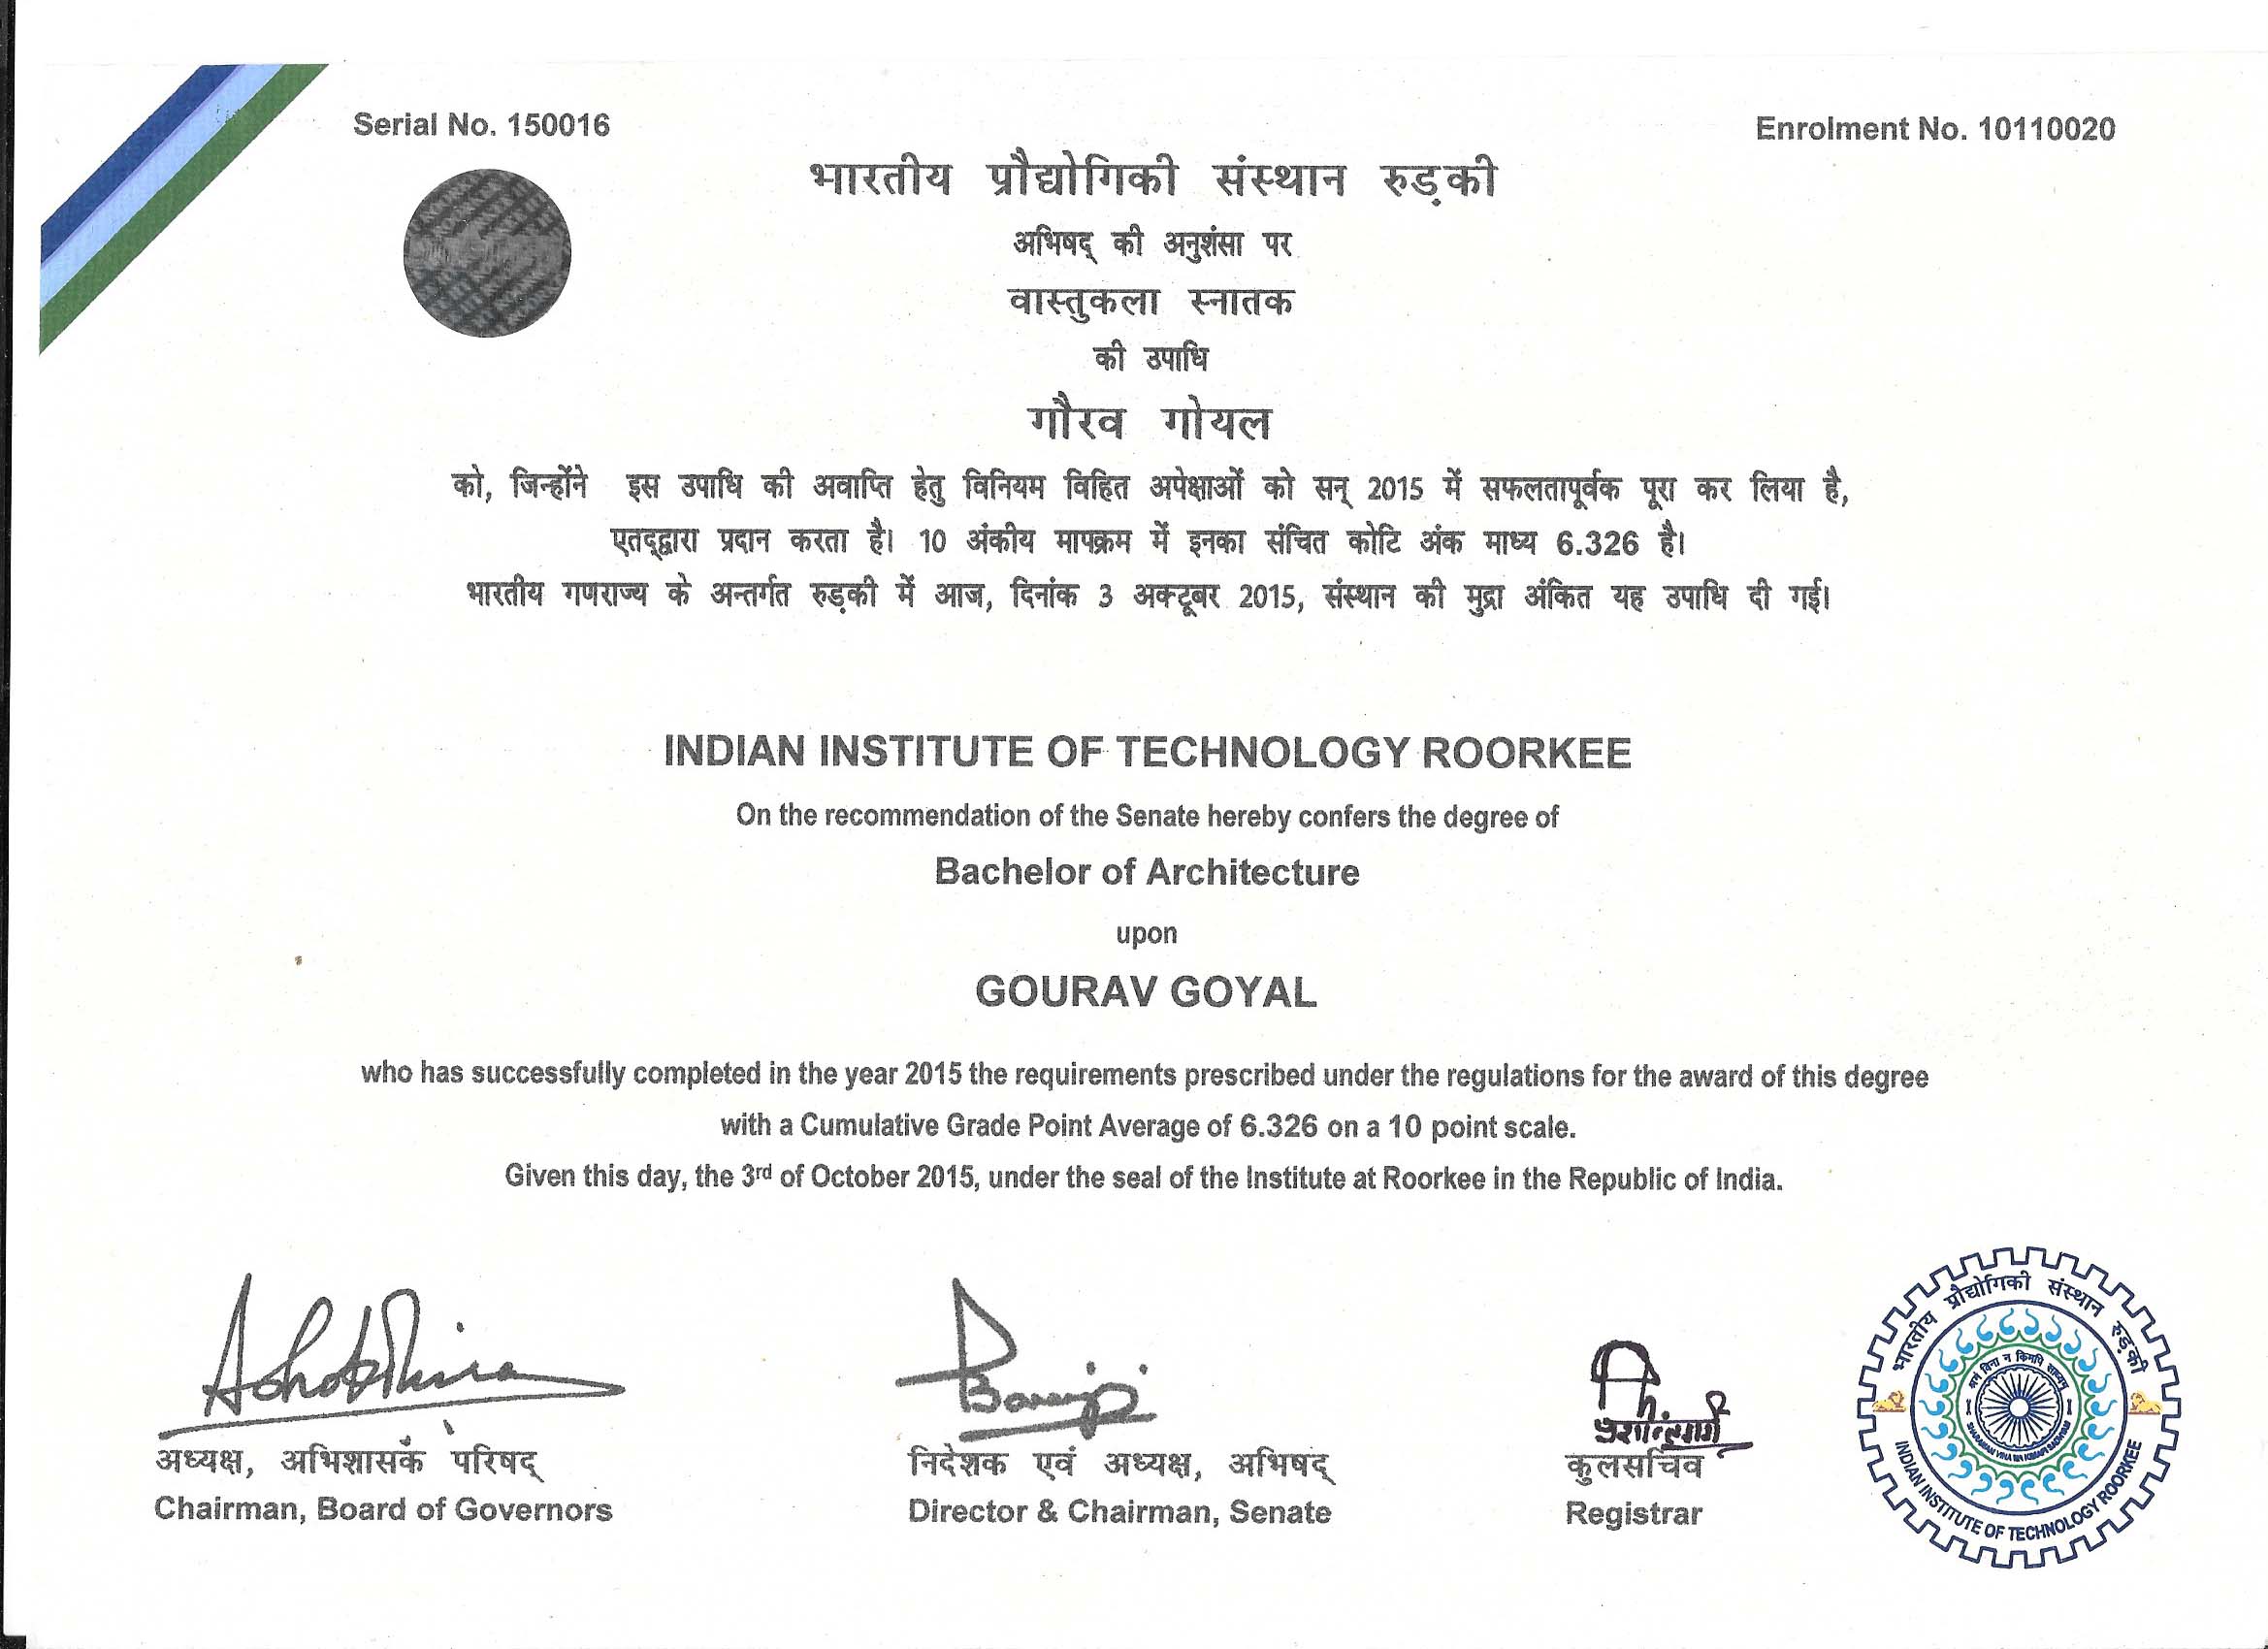 Serial No. 150016
Enrolment No. 10110020
भारतीय प्रौद्योगिकी संस्थान रुड़की
अभिषद् की अनुशंसा पर
वास्तुकला स्नातक
की उपाधि
गौरव गोयल
को, जिन्होंने इस उपाधि की अवाप्ति हेतु विनियम विहित अपेक्षाओं को सन् 2015 में सफलतापूर्वक पूरा कर लिया है,
एतद्द्वारा प्रदान करता है। 10 अंकीय मापक्रम में इनका संचित कोटि अंक माध्य 6.326 है।
भारतीय गणराज्य के अन्तर्गत रुड़की में आज, दिनांक 3 अक्टूबर 2015, संस्थान की मुद्रा अंकित यह उपाधि दी गई।
INDIAN INSTITUTE OF TECHNOLOGY ROORKEE
On the recommendation of the Senate hereby confers the degree of
Bachelor of Architecture
upon
GOURAV GOYAL
who has successfully completed in the year 2015 the requirements prescribed under the regulations for the award of this degree
with a Cumulative Grade Point Average of 6.326 on a 10 point scale.
Given this day, the 3rd of October 2015, under the seal of the Institute at Roorkee in the Republic of India.
अध्यक्ष, अभिशासक परिषद्
Chairman, Board of Governors
निदेशक एवं अध्यक्ष, अभिषद्
Director & Chairman, Senate
कुलसचिव
Registrar
भारतीय प्रौद्योगिकी संस्थान रुड़की
श्रमं विना न किमपि साध्यम्
INDIAN INSTITUTE OF TECHNOLOGY ROORKEE